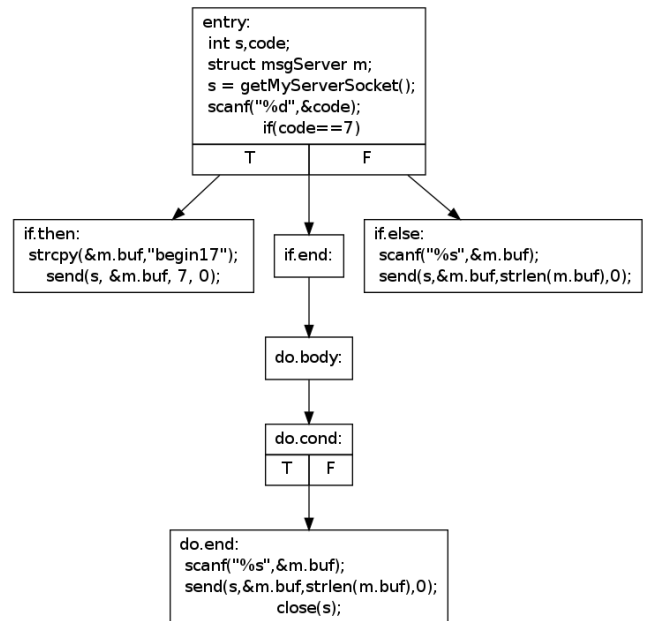 entry:
int s,code;
struct msgServer m;
s = getMyServerSocket();
scanf("%d",&code);
if(code==7)
T F
if.then:
strcpy(&m.buf,"begin17");
send(s, &m.buf, 7, 0);
if.end:
if.else:
scanf("%s",&m.buf);
send(s,&m.buf,strlen(m.buf),0);
do.body:
do.cond:
T F
do.end:
scanf("%s",&m.buf);
send(s,&m.buf,strlen(m.buf),0);
close(s);